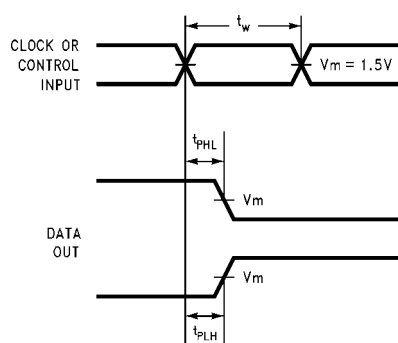 tw
CLOCK OR
CONTROL
INPUT
Vm = 1.5V
tPHL
Vm
DATA
OUT
Vm
tPLH